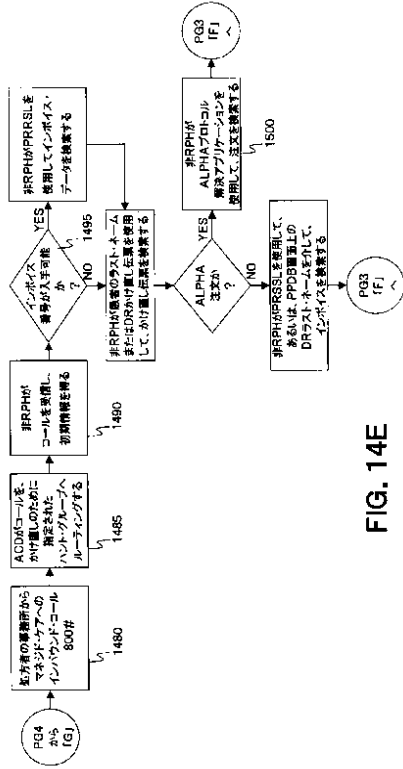 PG4
から
「G」
処方者の事務所から
マネジド・ケアへの
インバウンド・コール
800#
1480
ACDがコールを、
かけ直しのために
指定された
ハント・グループへ
ルーティングする
1485
非RPHが
コールを受信し、
初期情報を得る
1490
インボイス
番号が入手可能
か
?
1495
YES
NO
非RPHがPRRSLを
使用してインボイス・
データを検索する
非RPHが患者のラスト・ネーム
またはDRかけ直し伝票を使用
して、かけ直し伝票を検索する
ALPHA
注文か
?
YES
NO
非RPHが
ALPHAプロトコル
解決アプリケーションを
使用して、注文を検索する
1500
PG3
「F」
へ
非RPHがPRSSLを使用して、
あるいは、PPDB画面上の
DRラスト・ネームを介して、
インボイスを検索する
PG3
「F」
へ
FIG. 14E